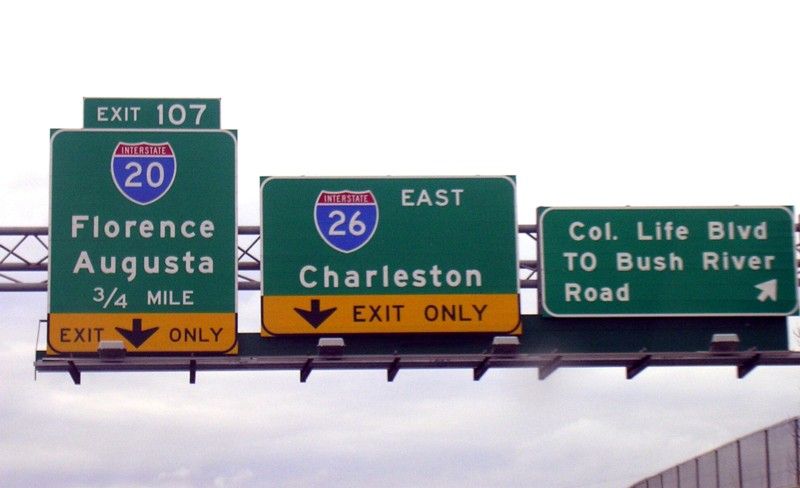 EXIT 107
INTERSTATE
20
Florence
Augusta
3/4 MILE
EXIT ONLY
INTERSTATE
26
EAST
Charleston
EXIT ONLY
Col. Life Blvd
TO Bush River
Road